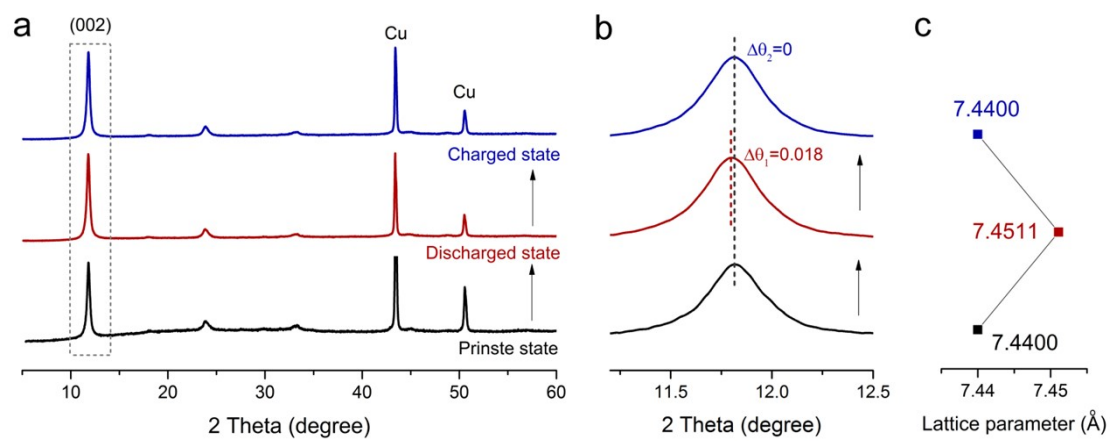 a
(002)
Cu
Cu
Charged state
Discharged state
Prinste state
10 20 30 40 50 60
2 Theta (degree)
b
Δθ₂=0
Δθ₁=0.018
11.5 12.0 12.5
2 Theta (degree)
c
7.4400
7.4511
7.4400
7.44 7.45
Lattice parameter (Å)